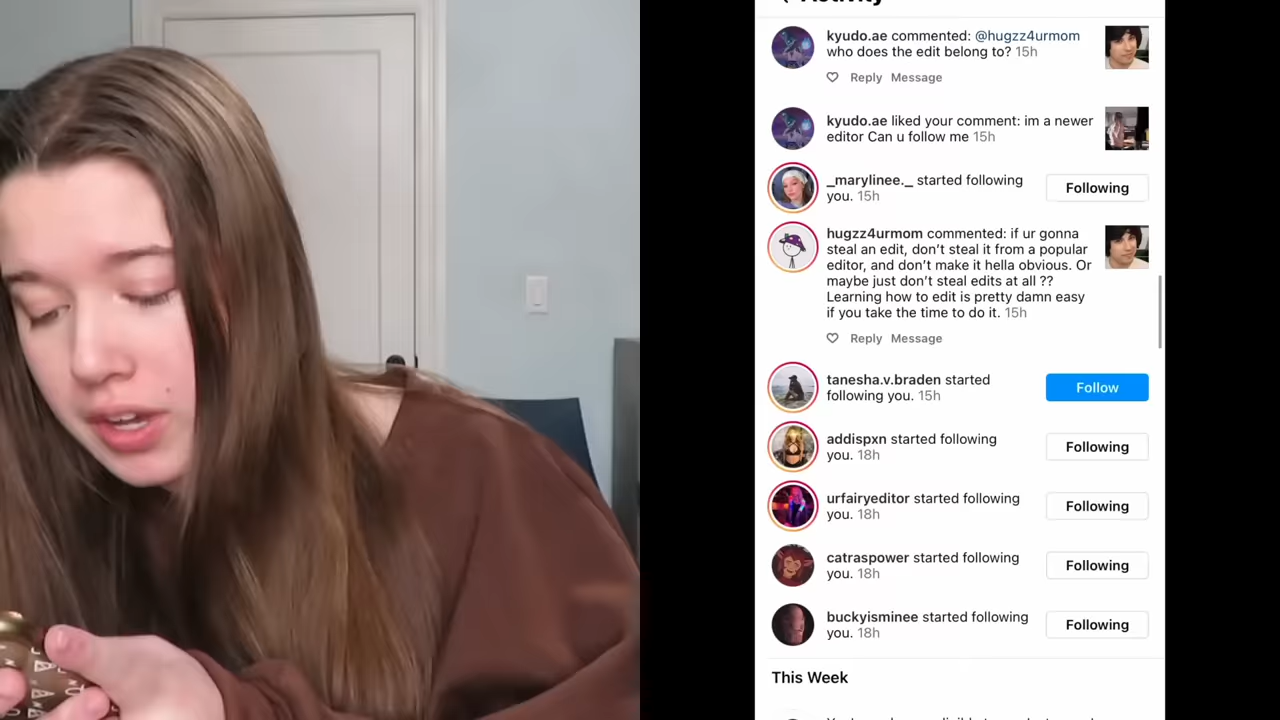 Activity
kyudo.ae commented: @hugzz4urmom
who does the edit belong to? 15h
Reply Message
kyudo.ae liked your comment: im a newer
editor Can u follow me 15h
_marylinee._ started following
you. 15h
Following
hugzz4urmom commented: if ur gonna
steal an edit, don't steal it from a popular
editor, and don't make it hella obvious. Or
maybe just don't steal edits at all ??
Learning how to edit is pretty damn easy
if you take the time to do it. 15h
Reply Message
tanesha.v.braden started
following you. 15h
Follow
addispxn started following
you. 18h
Following
urfairyeditor started following
you. 18h
Following
catraspower started following
you. 18h
Following
buckyisminee started following
you. 18h
Following
This Week